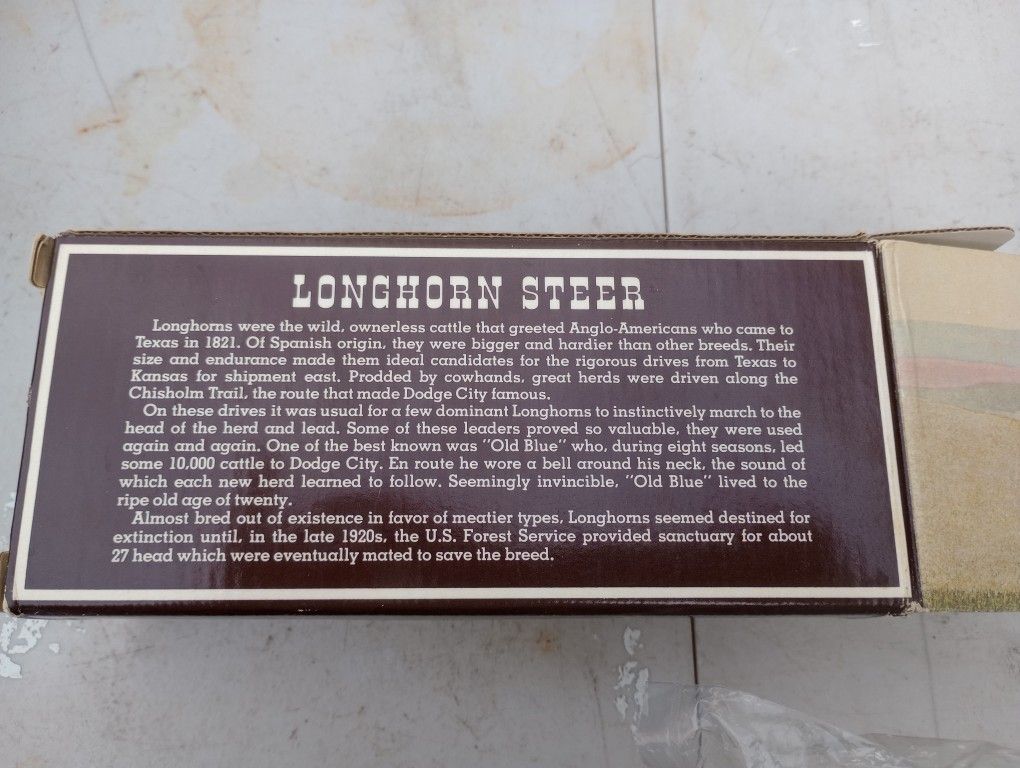 LONGHORN STEER
Longhorns were the wild, ownerless cattle that greeted Anglo-Americans who came to
Texas in 1821. Of Spanish origin, they were bigger and hardier than other breeds. Their
size and endurance made them ideal candidates for the rigorous drives from Texas to
Kansas for shipment east. Prodded by cowhands, great herds were driven along the
Chisholm Trail, the route that made Dodge City famous.
On these drives it was usual for a few dominant Longhorns to instinctively march to the
head of the herd and lead. Some of these leaders proved so valuable, they were used
again and again. One of the best known was "Old Blue" who, during eight seasons, led
some 10,000 cattle to Dodge City. En route he wore a bell around his neck, the sound of
which each new herd learned to follow. Seemingly invincible, "Old Blue" lived to the
ripe old age of twenty.
Almost bred out of existence in favor of meatier types, Longhorns seemed destined for
extinction until, in the late 1920s, the U.S. Forest Service provided sanctuary for about
27 head which were eventually mated to save the breed.